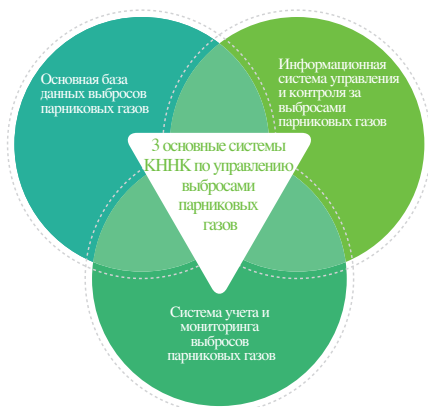 Основная база
данных выбросов
парниковых газов
Информационная
система управления
и контроля за
выбросами
парниковых газов
3 основные системы
КННК по управлению
выбросами
парниковых
газов
Система учета и
мониторинга
выбросов
парниковых газов